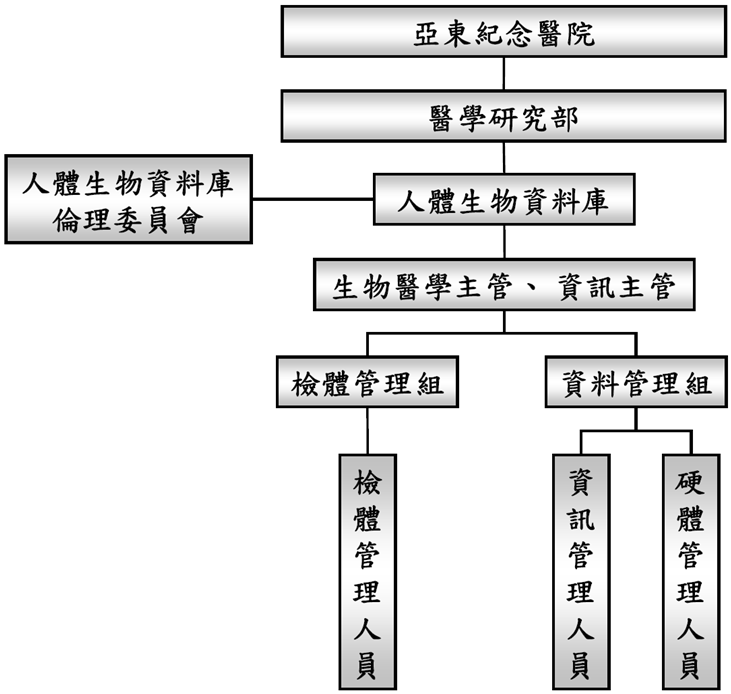 亞東紀念醫院
醫學研究部
人體生物資料庫
倫理委員會
人體生物資料庫
生物醫學主管、資訊主管
檢體管理組
資料管理組
檢體管理人員
資訊管理人員
硬體管理人員